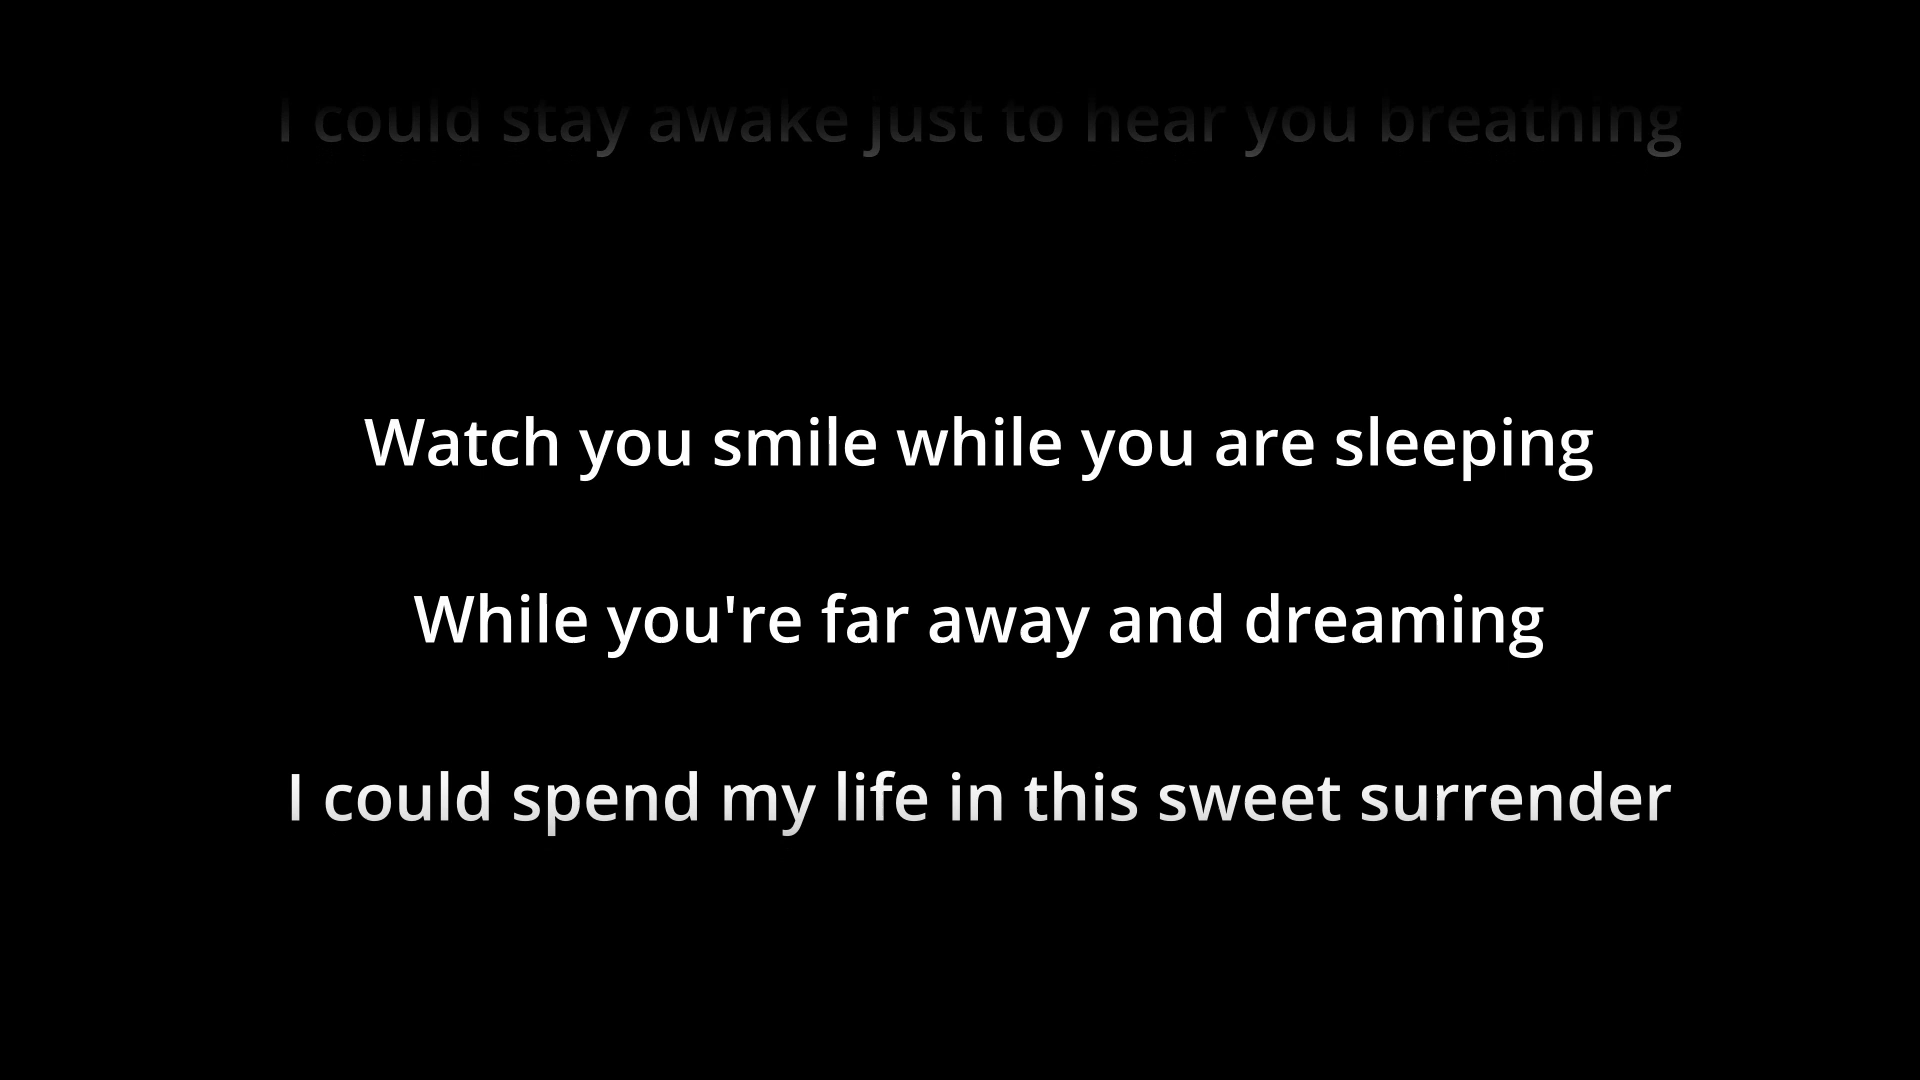 I could stay awake just to hear you breathing
Watch you smile while you are sleeping
While you're far away and dreaming
I could spend my life in this sweet surrender